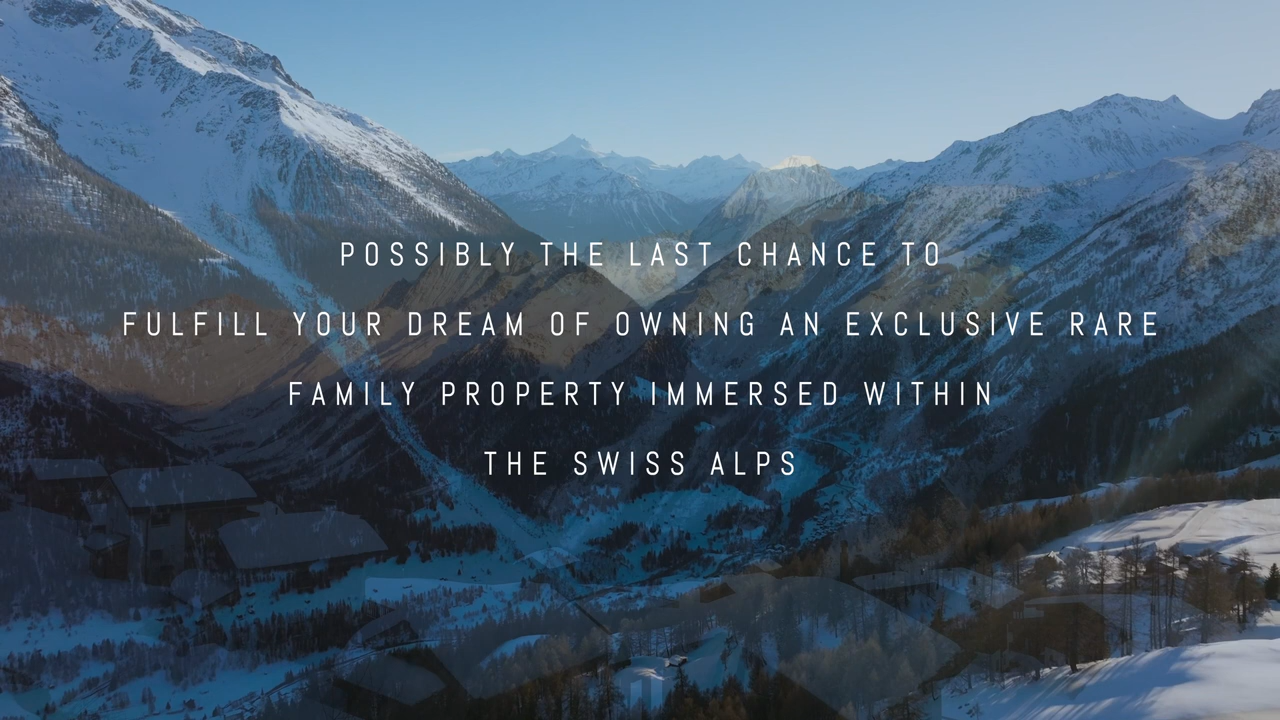 POSSIBLY THE LAST CHANCE TO
FULFILL YOUR DREAM OF OWNING AN EXCLUSIVE RARE
FAMILY PROPERTY IMMERSED WITHIN
THE SWISS ALPS